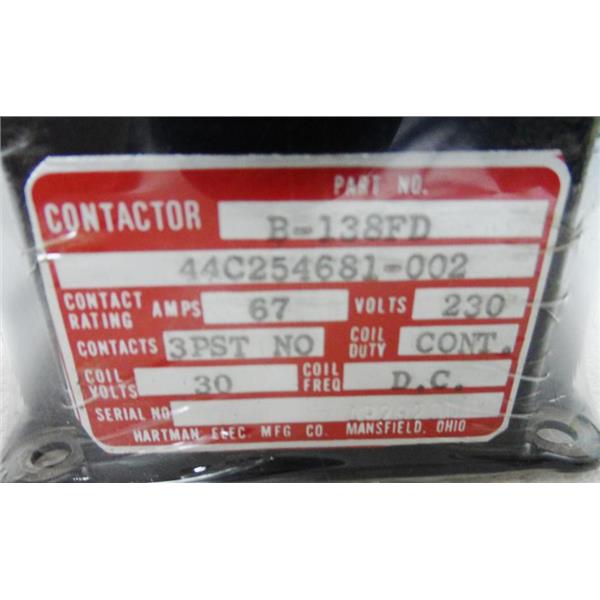 PART NO.
CONTACTOR B-138FD
44C254681-002
CONTACT RATING AMPS 67 VOLTS 230
CONTACTS 3PST NO COIL DUTY CONT.
COIL VOLTS 30 COIL FREQ D.C.
SERIAL NO
HARTMAN ELEC. MFG CO. MANSFIELD, OHIO